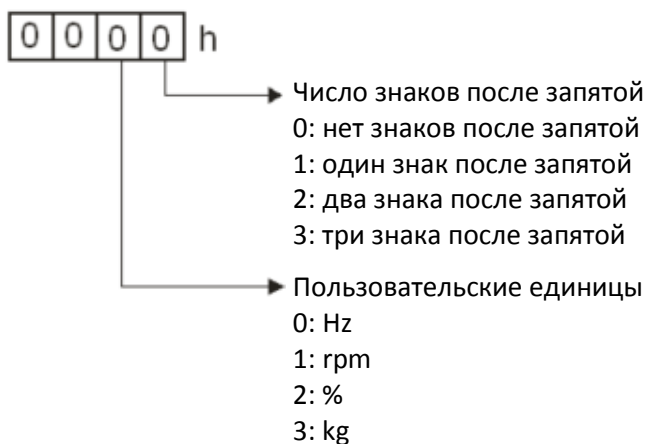 0 0 0 0 h
Число знаков после запятой
0: нет знаков после запятой
1: один знак после запятой
2: два знака после запятой
3: три знака после запятой
Пользовательские единицы
0: Hz
1: rpm
2: %
3: kg